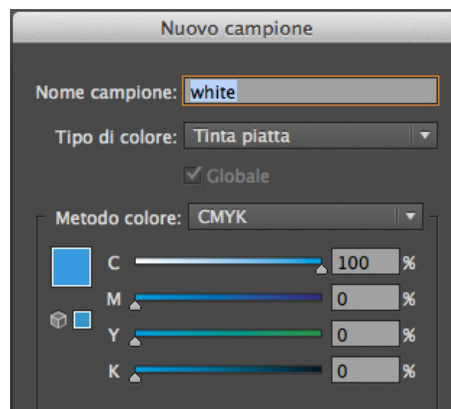 Nuovo campione
Nome campione: white
Tipo di colore: Tinta piatta
Globale
Metodo colore: CMYK
C 100 %
M 0 %
Y 0 %
K 0 %